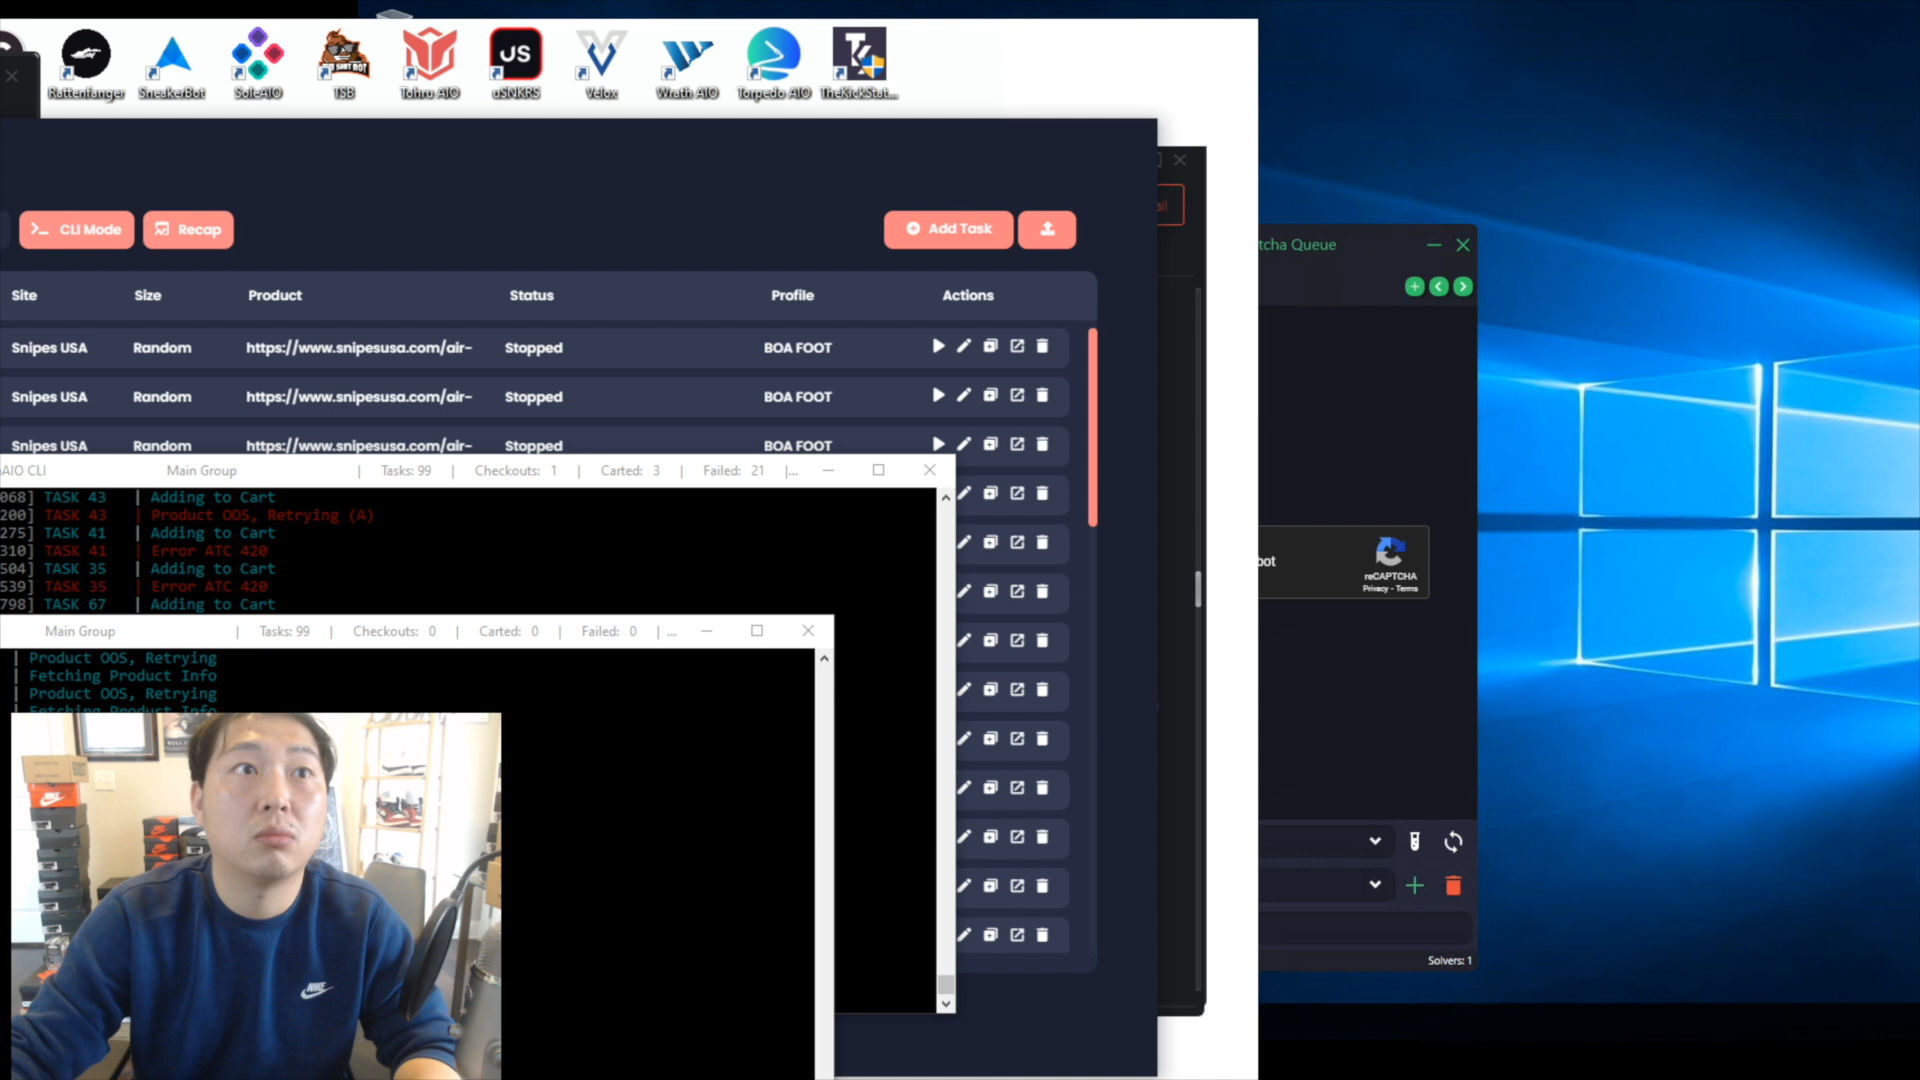 Rattenfanger SneakerBot SoleAIO TSB Tohru AIO uSNKRS Velox Wrath AIO Torpedo AIO TheKickStat...
CLI Mode Recap Add Task
Site Size Product Status Profile Actions
Snipes USA Random https://www.snipesusa.com/air- Stopped BOA FOOT
Snipes USA Random https://www.snipesusa.com/air- Stopped BOA FOOT
Snipes USA Random https://www.snipesusa.com/air- Stopped BOA FOOT
AIO CLI Main Group | Tasks: 99 | Checkouts: 1 | Carted: 3 | Failed: 21 |...
068] TASK 43 | Adding to Cart
200] TASK 43 | Product OOS, Retrying (A)
275] TASK 41 | Adding to Cart
310] TASK 41 | Error ATC 420
504] TASK 35 | Adding to Cart
539] TASK 35 | Error ATC 420
798] TASK 67 | Adding to Cart
Main Group | Tasks: 99 | Checkouts: 0 | Carted: 0 | Failed: 0 | ...
| Product OOS, Retrying
| Fetching Product Info
| Product OOS, Retrying
| Fetching Product Info
NIKE
tcha Queue
bot
reCAPTCHA
Privacy - Terms
Solvers: 1